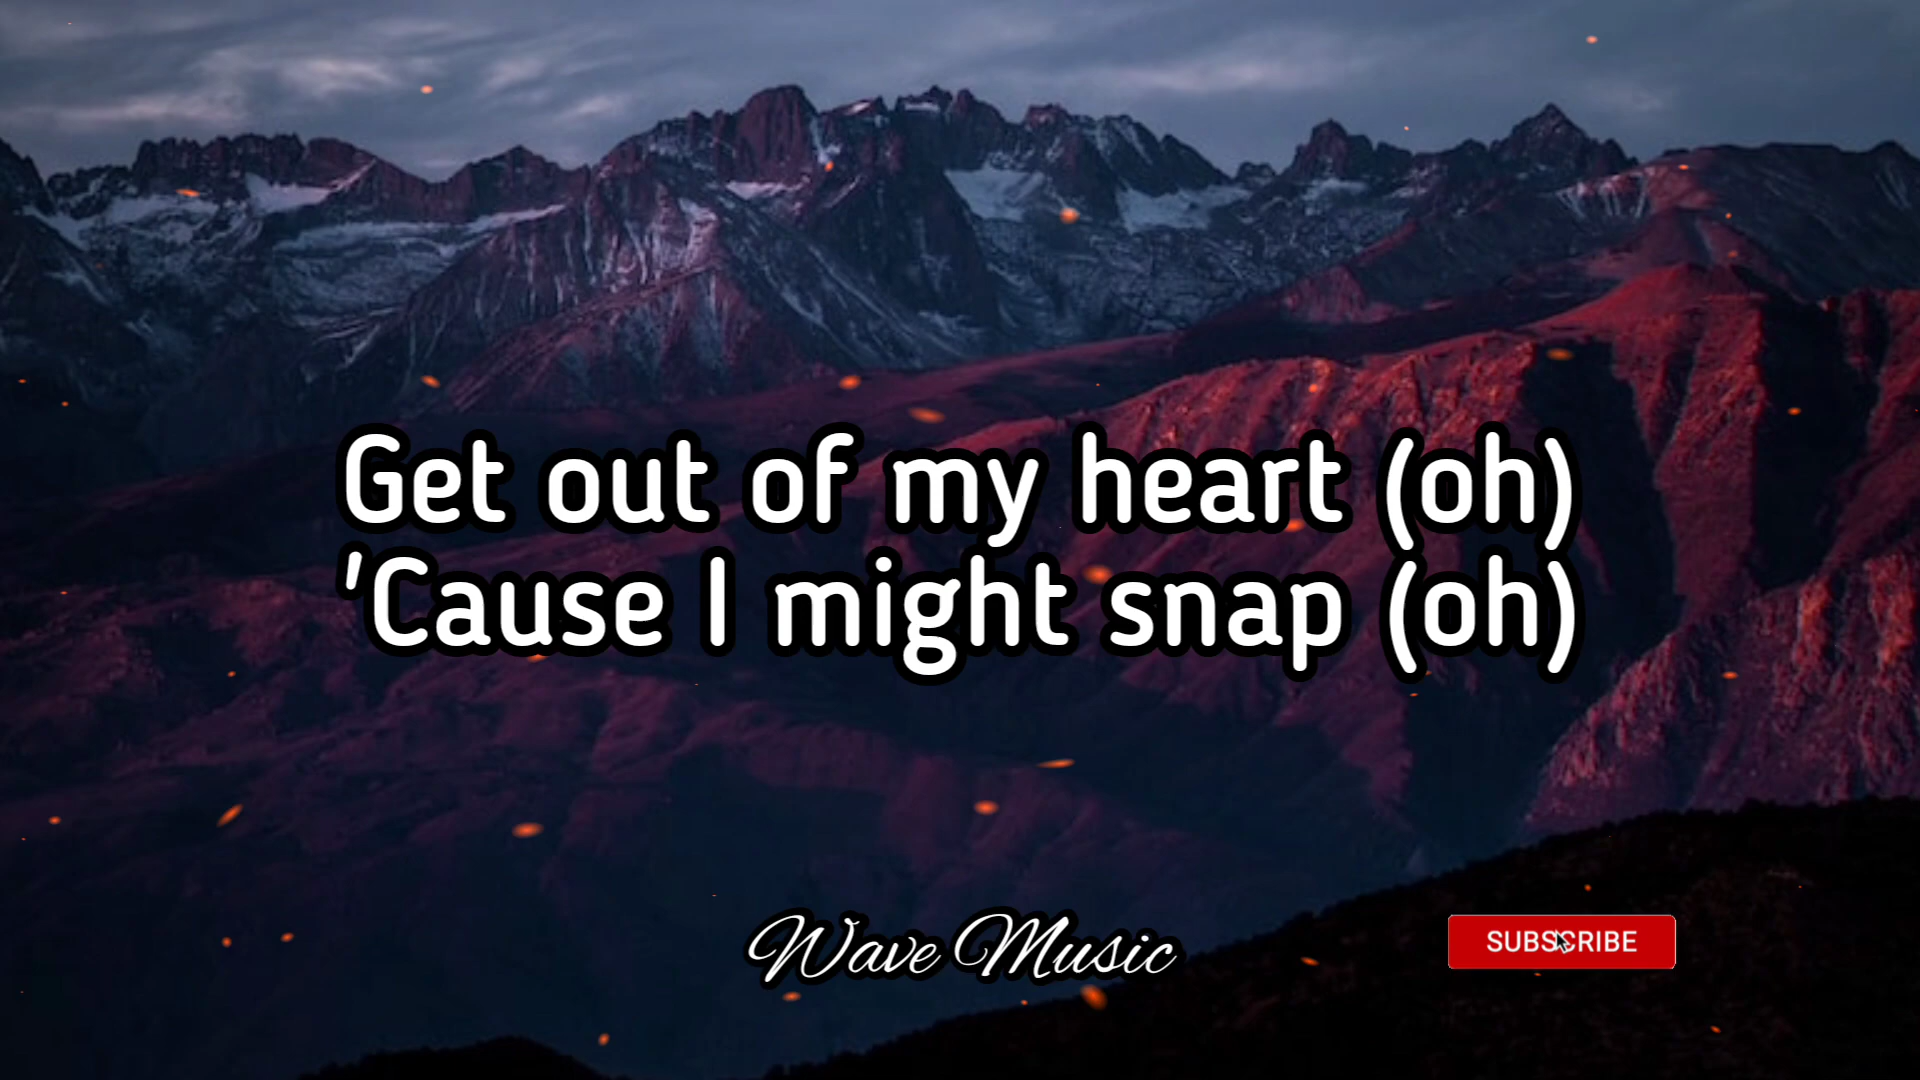 Get out of my heart (oh)
'Cause I might snap (oh)
Wave Music
SUBSCRIBE